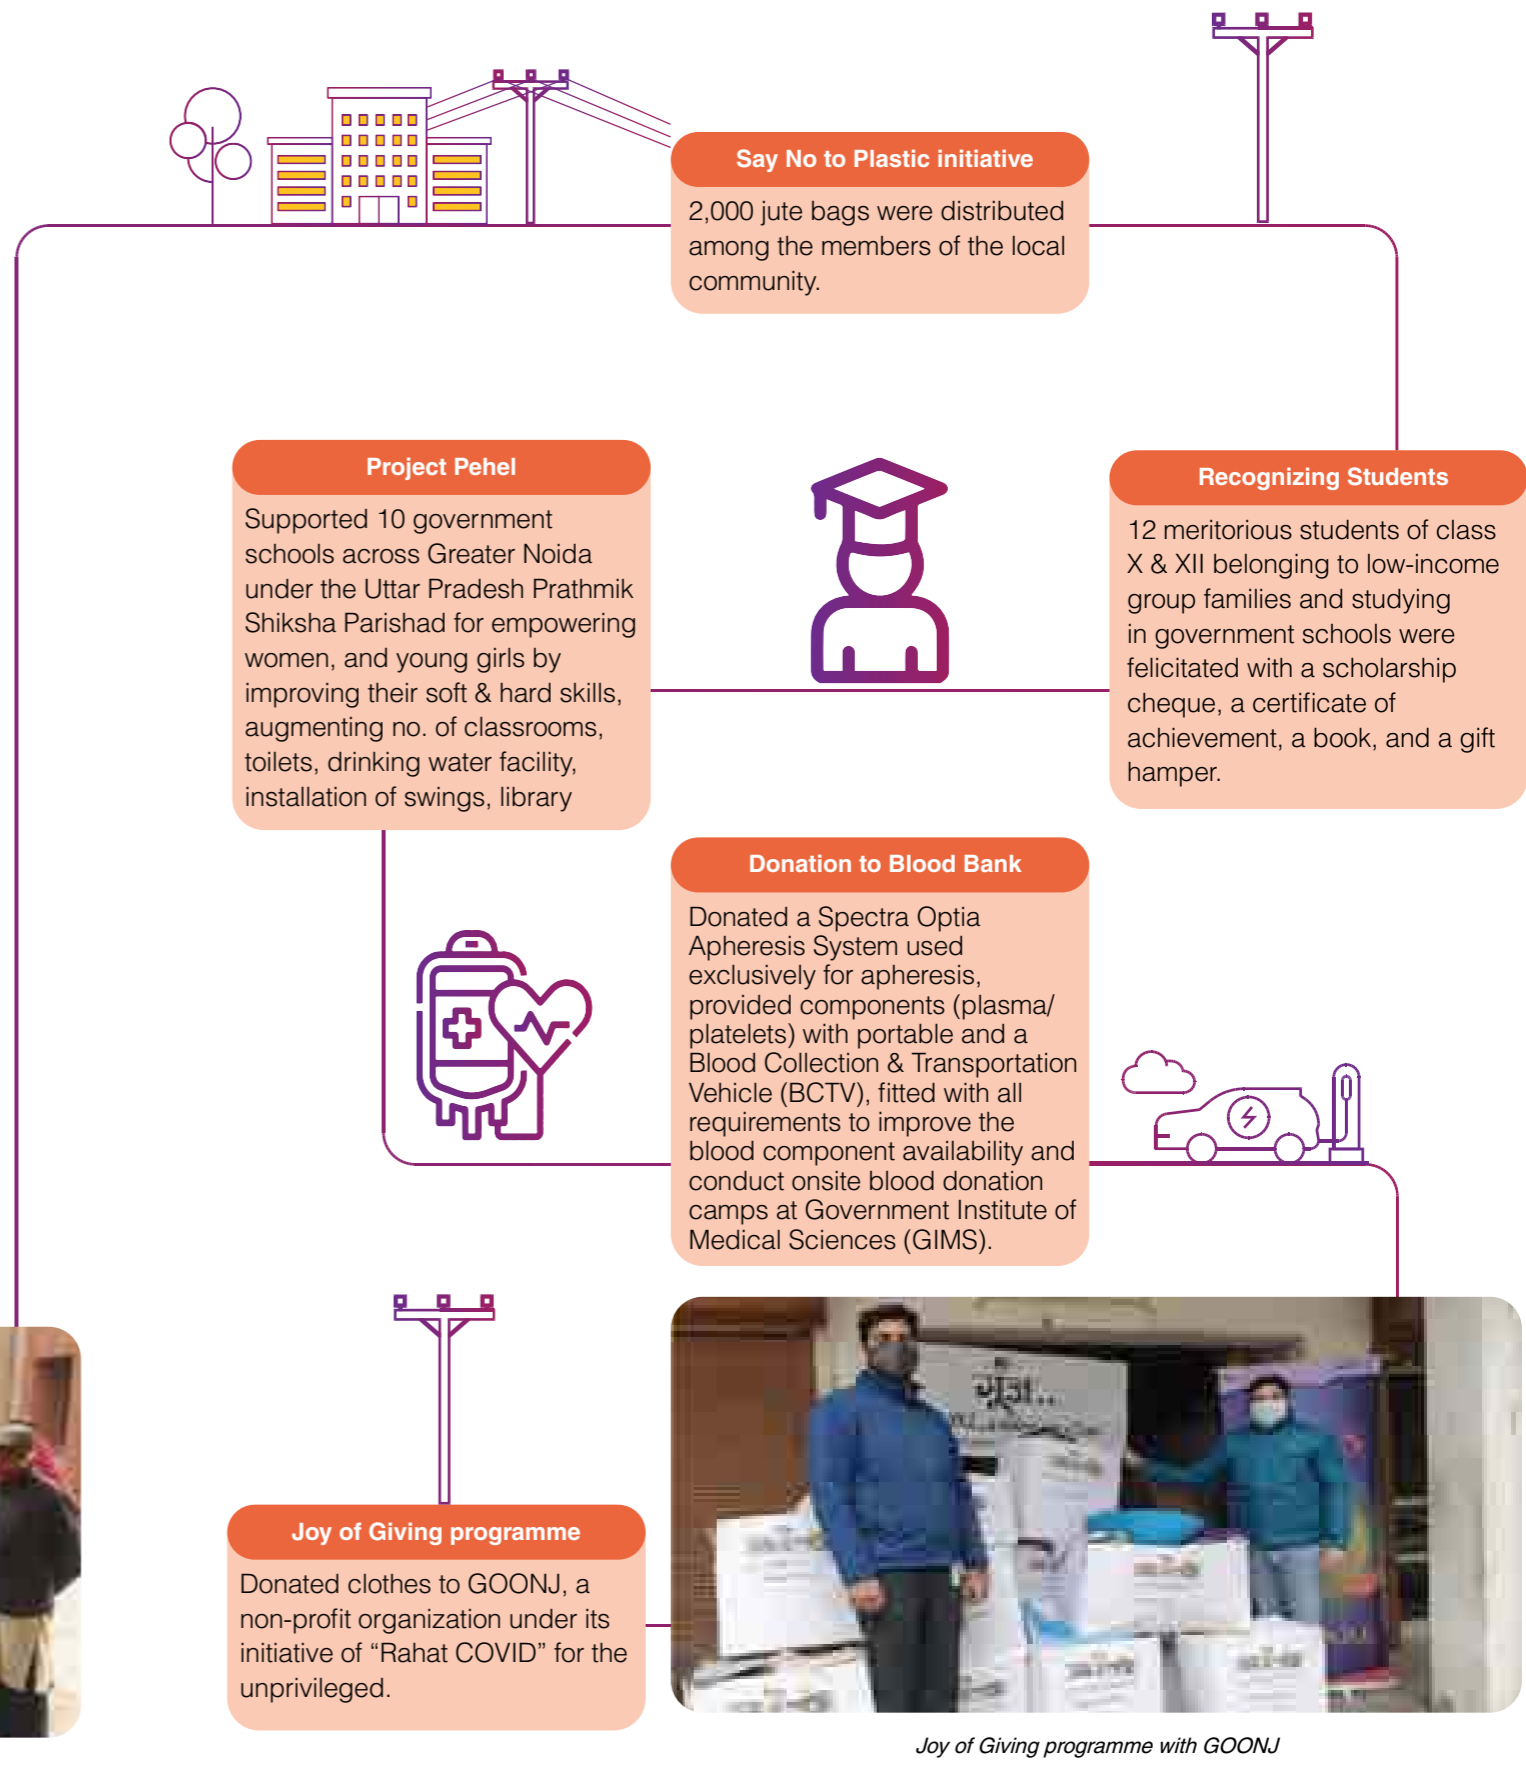 Say No to Plastic initiative
2,000 jute bags were distributed
among the members of the local
community.
Project Pehel
Supported 10 government
schools across Greater Noida
under the Uttar Pradesh Prathmik
Shiksha Parishad for empowering
women, and young girls by
improving their soft & hard skills,
augmenting no. of classrooms,
toilets, drinking water facility,
installation of swings, library
Recognizing Students
12 meritorious students of class
X & XII belonging to low-income
group families and studying
in government schools were
felicitated with a scholarship
cheque, a certificate of
achievement, a book, and a gift
hamper.
Donation to Blood Bank
Donated a Spectra Optia
Apheresis System used
exclusively for apheresis,
provided components (plasma/
platelets) with portable and a
Blood Collection & Transportation
Vehicle (BCTV), fitted with all
requirements to improve the
blood component availability and
conduct onsite blood donation
camps at Government Institute of
Medical Sciences (GIMS).
Joy of Giving programme
Donated clothes to GOONJ, a
non-profit organization under its
initiative of “Rahat COVID” for the
unprivileged.
गूंज..
Joy of Giving programme with GOONJ